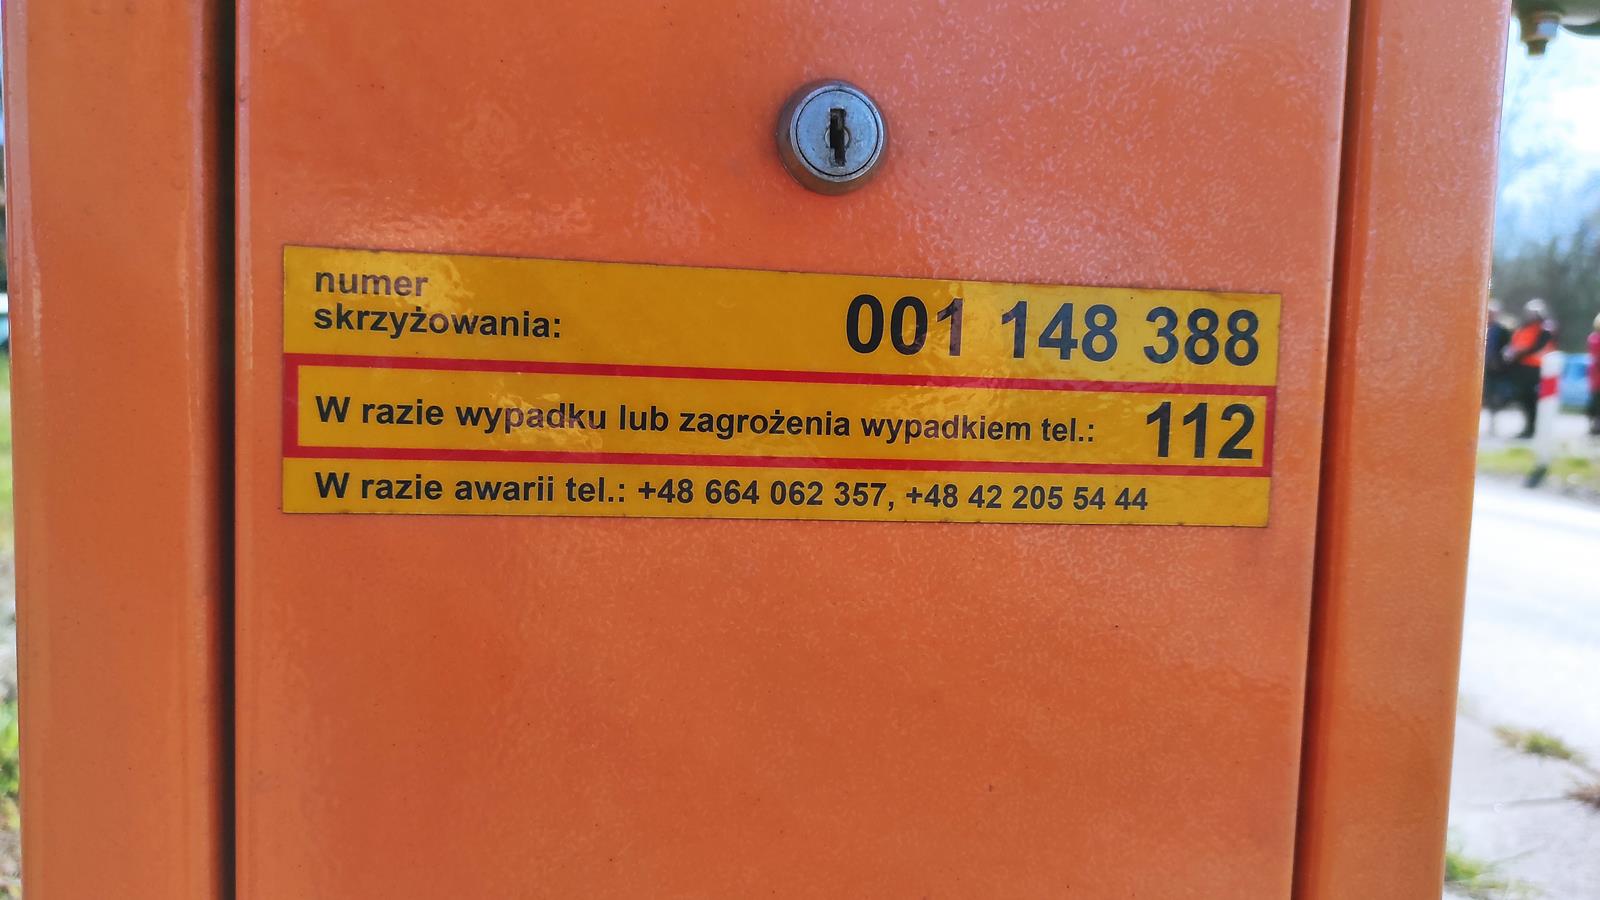 numer
skrzyżowania: 001 148 388
W razie wypadku lub zagrożenia wypadkiem tel.: 112
W razie awarii tel.: +48 664 062 357, +48 42 205 54 44